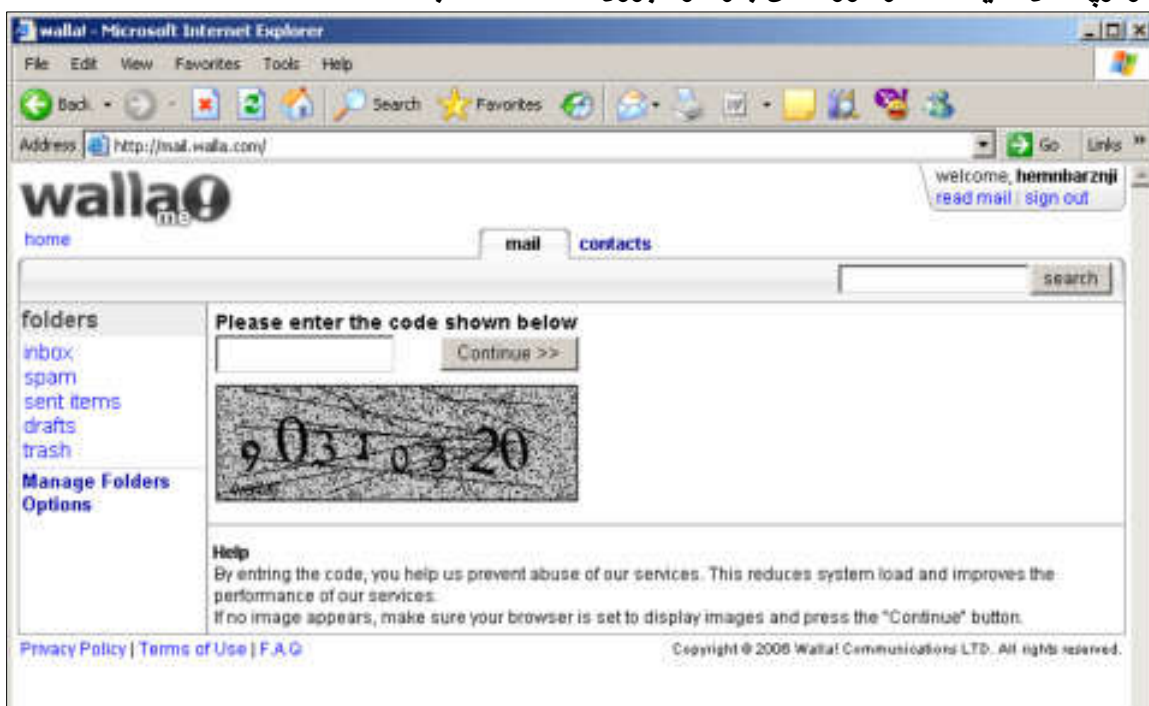 walla! - Microsoft Internet Explorer
File Edit View Favorites Tools Help
Back Search Favorites
Address http://mail.walla.com/ Go Links
walla! me
welcome, hemnbarznji
read mail | sign out
home mail contacts
search
folders
inbox
spam
sent items
drafts
trash
Manage Folders
Options
Please enter the code shown below
Continue >>
90310320
Help
By entring the code, you help us prevent abuse of our services. This reduces system load and improves the
performance of our services.
If no image appears, make sure your browser is set to display images and press the "Continue" button.
Privacy Policy | Terms of Use | F.A.Q
Copyright © 2006 Walla! Communications LTD. All rights reserved.